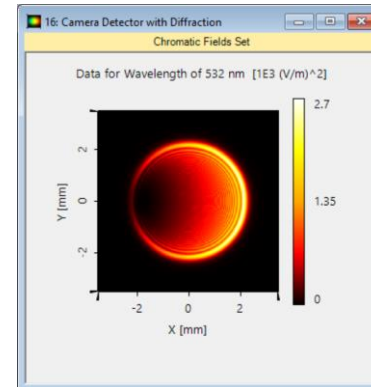 16: Camera Detector with Diffraction
Chromatic Fields Set
Data for Wavelength of 532 nm [1E3 (V/m)^2]
2.7
1.35
0
Y [mm]
2
0
-2
-2 0 2
X [mm]